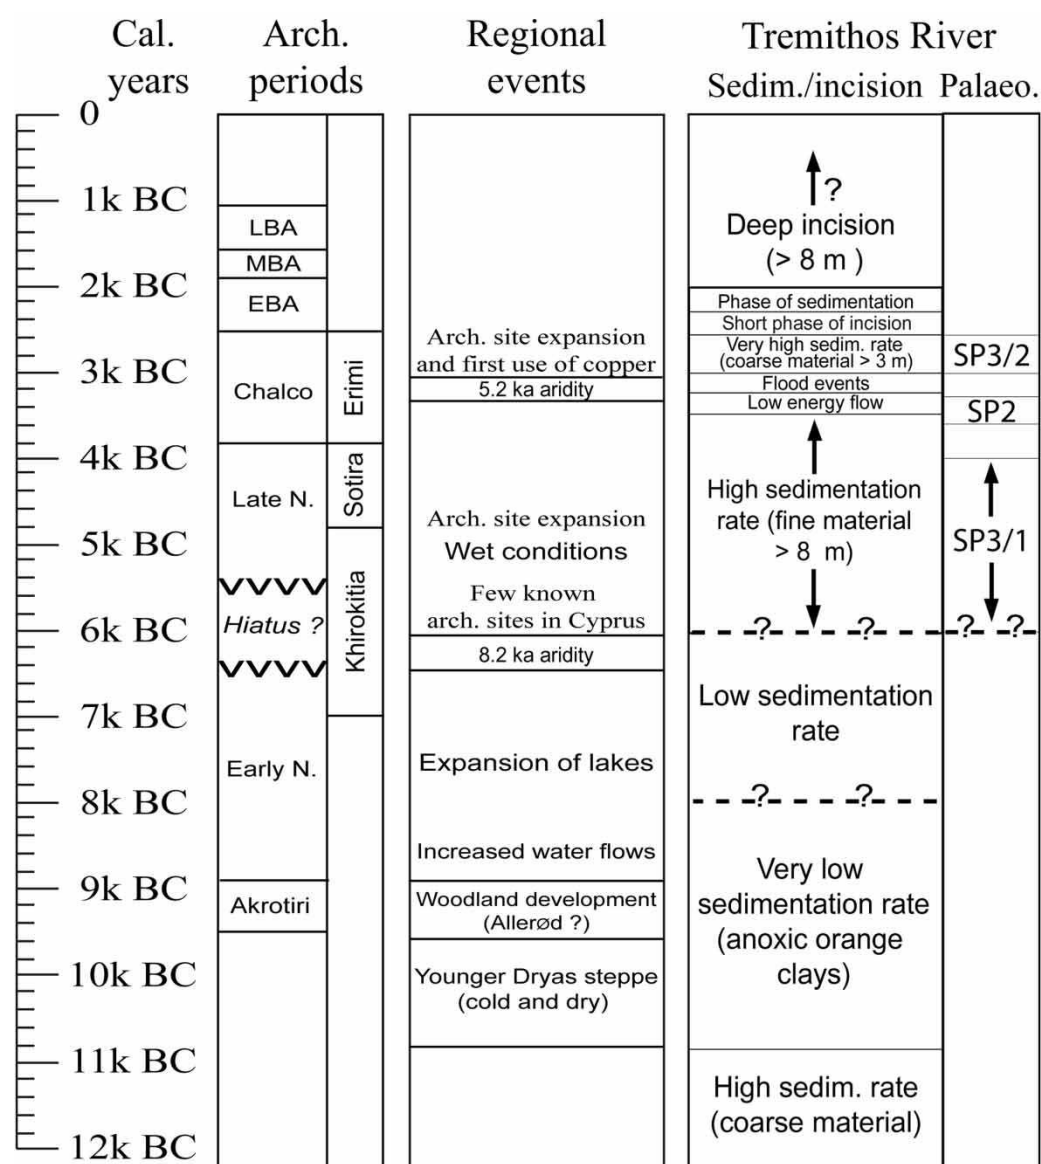 Cal.
years
Arch.
periods
Regional
events
Tremithos River
Sedim./incision
Palaeo.
0
1k BC
2k BC
3k BC
4k BC
5k BC
6k BC
7k BC
8k BC
9k BC
10k BC
11k BC
12k BC
LBA
MBA
EBA
Chalco
Late N.
Hiatus ?
Early N.
Akrotiri
Erimi
Sotira
Khirokitia
Arch. site expansion
and first use of copper
5.2 ka aridity
Arch. site expansion
Wet conditions
Few known
arch. sites in Cyprus
8.2 ka aridity
Expansion of lakes
Increased water flows
Woodland development
(Allerød ?)
Younger Dryas steppe
(cold and dry)
?
Deep incision
(> 8 m )
Phase of sedimentation
Short phase of incision
Very high sedim. rate
(coarse material > 3 m)
Flood events
Low energy flow
High sedimentation
rate (fine material
> 8 m)
? ?
Low sedimentation
rate
? ?
Very low
sedimentation rate
(anoxic orange
clays)
High sedim. rate
(coarse material)
SP3/2
SP2
SP3/1
? ?